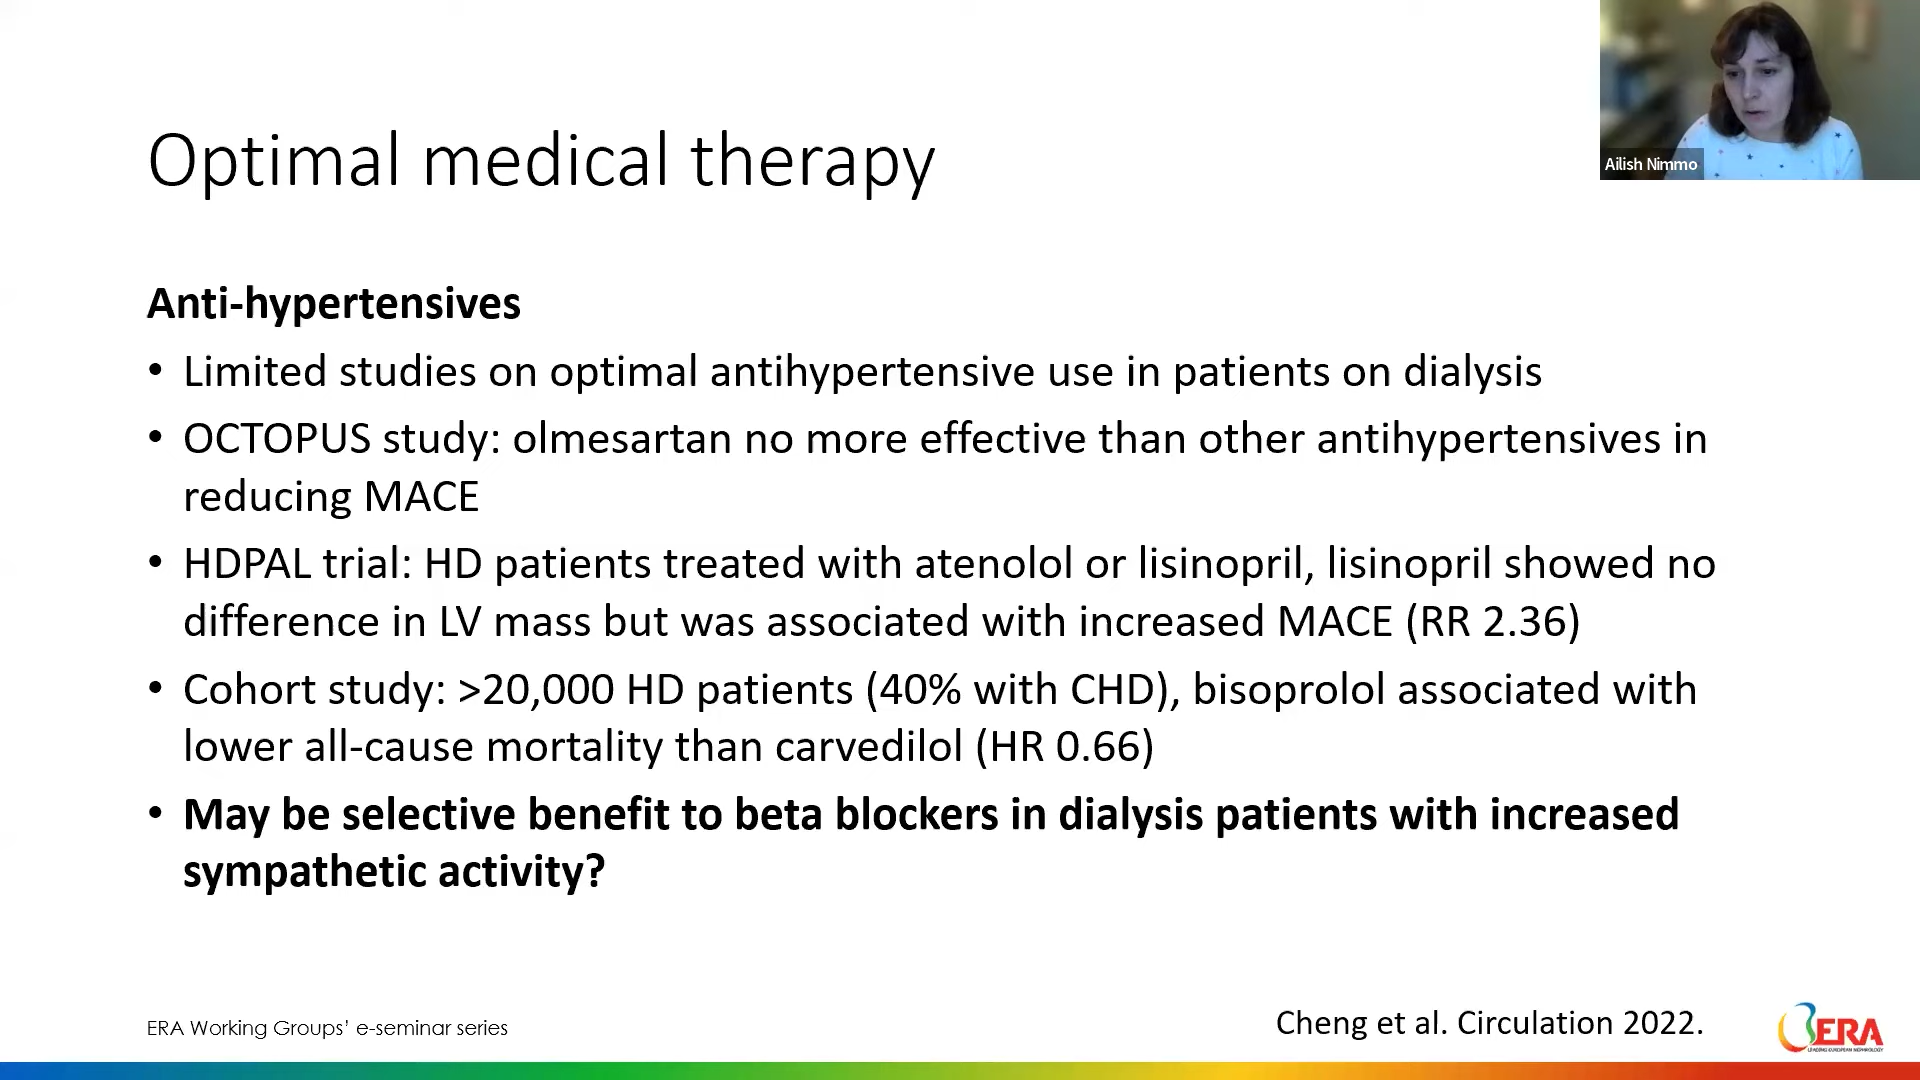 Ailish Nimmo
Optimal medical therapy
Anti-hypertensives
• Limited studies on optimal antihypertensive use in patients on dialysis
• OCTOPUS study: olmesartan no more effective than other antihypertensives in
reducing MACE
• HDPAL trial: HD patients treated with atenolol or lisinopril, lisinopril showed no
difference in LV mass but was associated with increased MACE (RR 2.36)
• Cohort study: >20,000 HD patients (40% with CHD), bisoprolol associated with
lower all-cause mortality than carvedilol (HR 0.66)
• May be selective benefit to beta blockers in dialysis patients with increased
sympathetic activity?
ERA Working Groups’ e-seminar series
Cheng et al. Circulation 2022.
ERA
LEADING EUROPEAN NEPHROLOGY